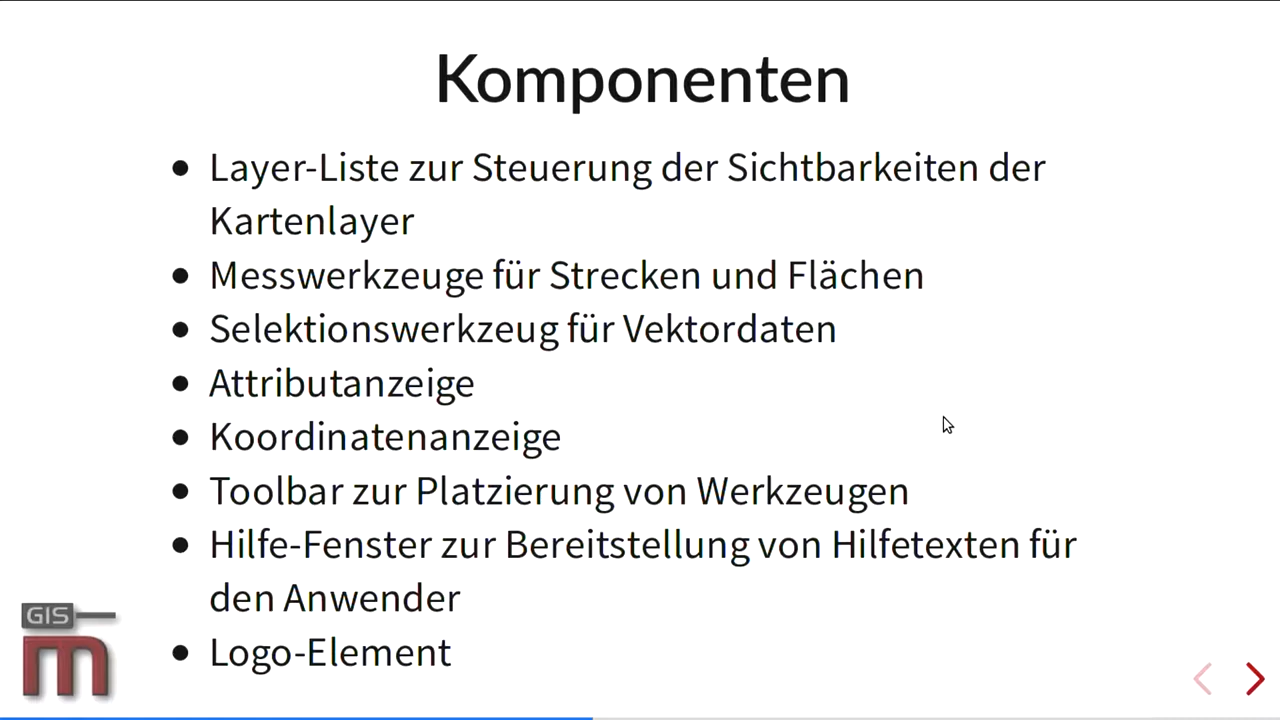 Komponenten
Layer-Liste zur Steuerung der Sichtbarkeiten der
Kartenlayer
Messwerkzeuge für Strecken und Flächen
Selektionswerkzeug für Vektordaten
Attributanzeige
Koordinatenanzeige
Toolbar zur Platzierung von Werkzeugen
Hilfe-Fenster zur Bereitstellung von Hilfetexten für
den Anwender
Logo-Element
GIS
m